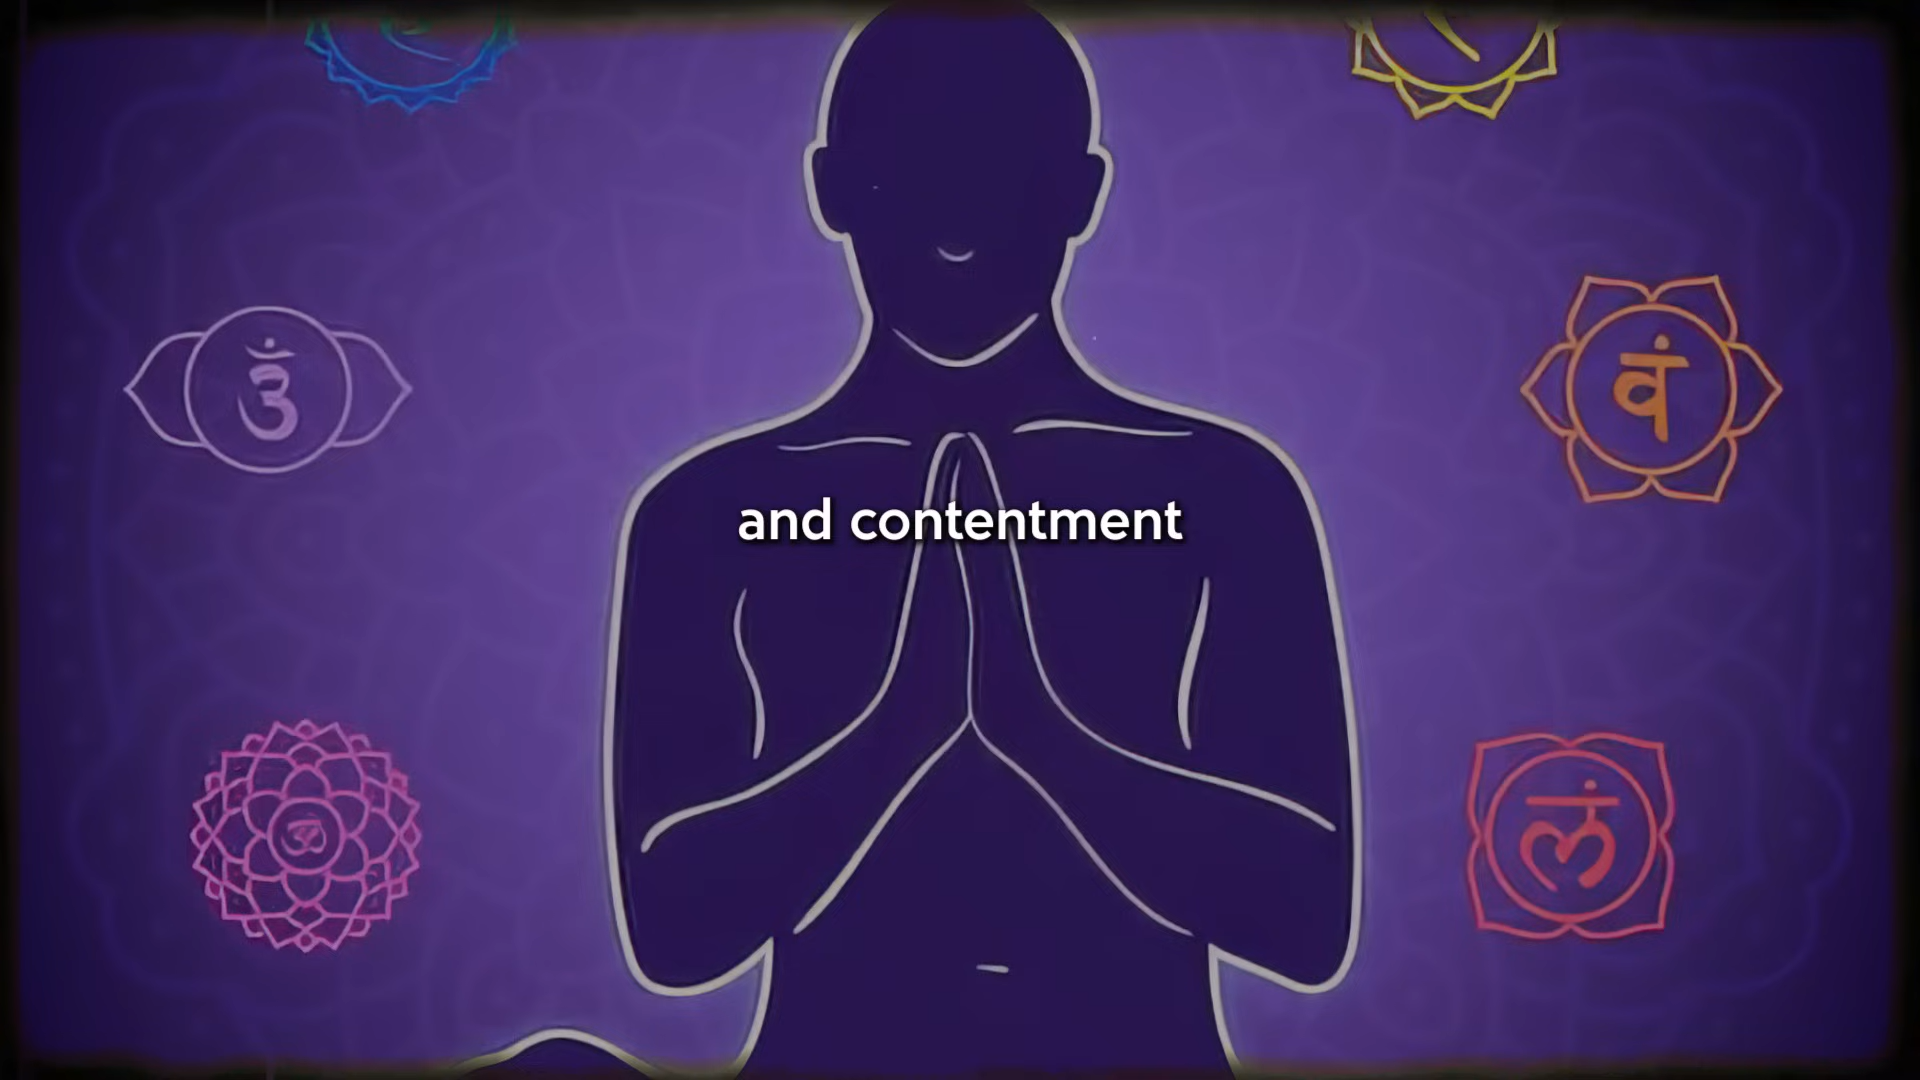 and contentment
ॐ
वं
ॐ
लं